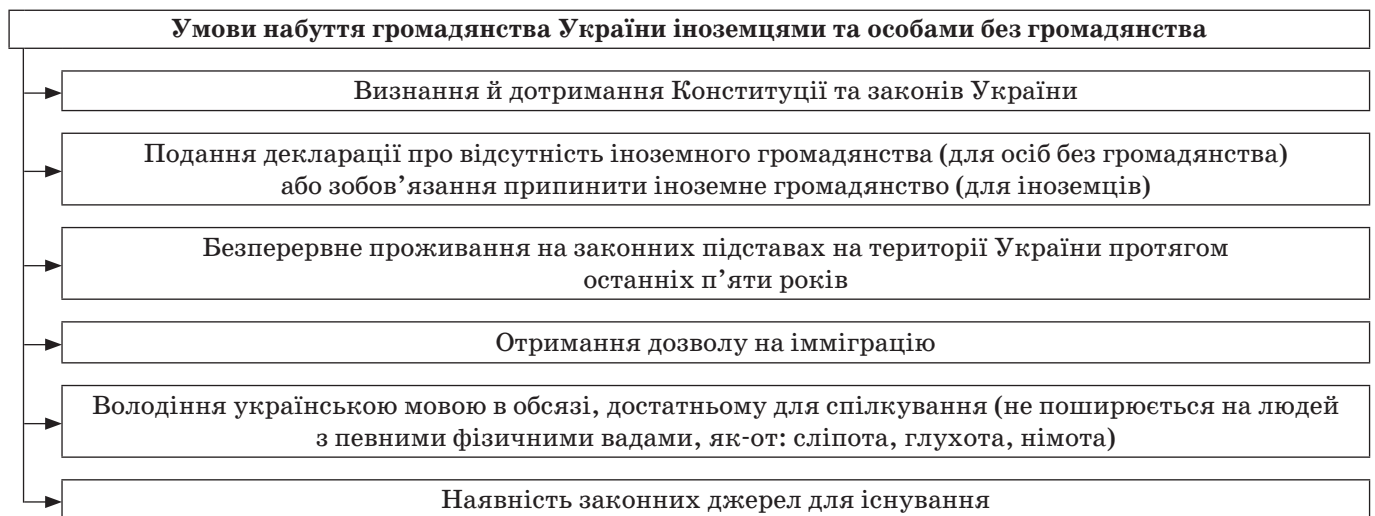 Умови набуття громадянства України іноземцями та особами без громадянства
Визнання й дотримання Конституції та законів України
Подання декларації про відсутність іноземного громадянства (для осіб без громадянства)
або зобов’язання припинити іноземне громадянство (для іноземців)
Безперервне проживання на законних підставах на території України протягом
останніх п’яти років
Отримання дозволу на імміграцію
Володіння українською мовою в обсязі, достатньому для спілкування (не поширюється на людей
з певними фізичними вадами, як-от: сліпота, глухота, німота)
Наявність законних джерел для існування